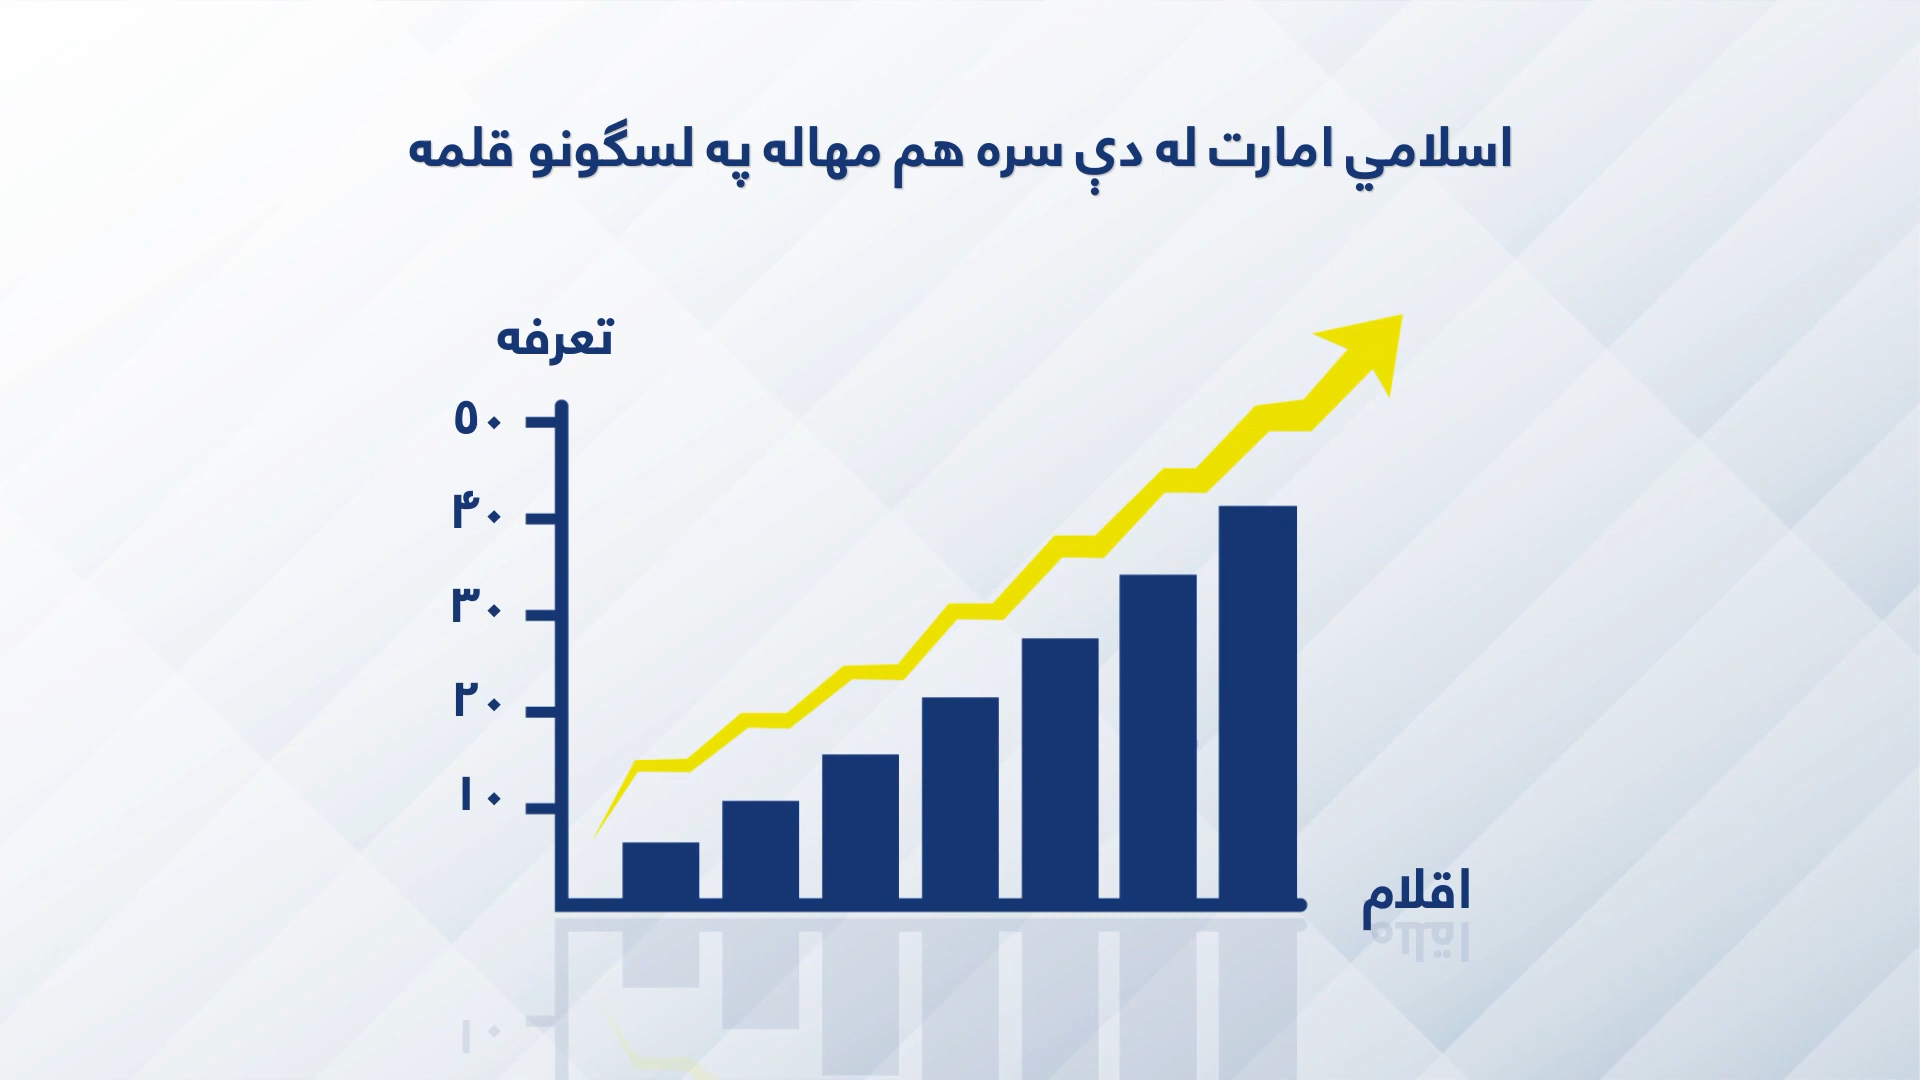 اسلامي امارت له دې سره هم مهاله په لسګونو قلمه
تعرفه
۵۰
۴۰
۳۰
۲۰
۱۰
اقلام